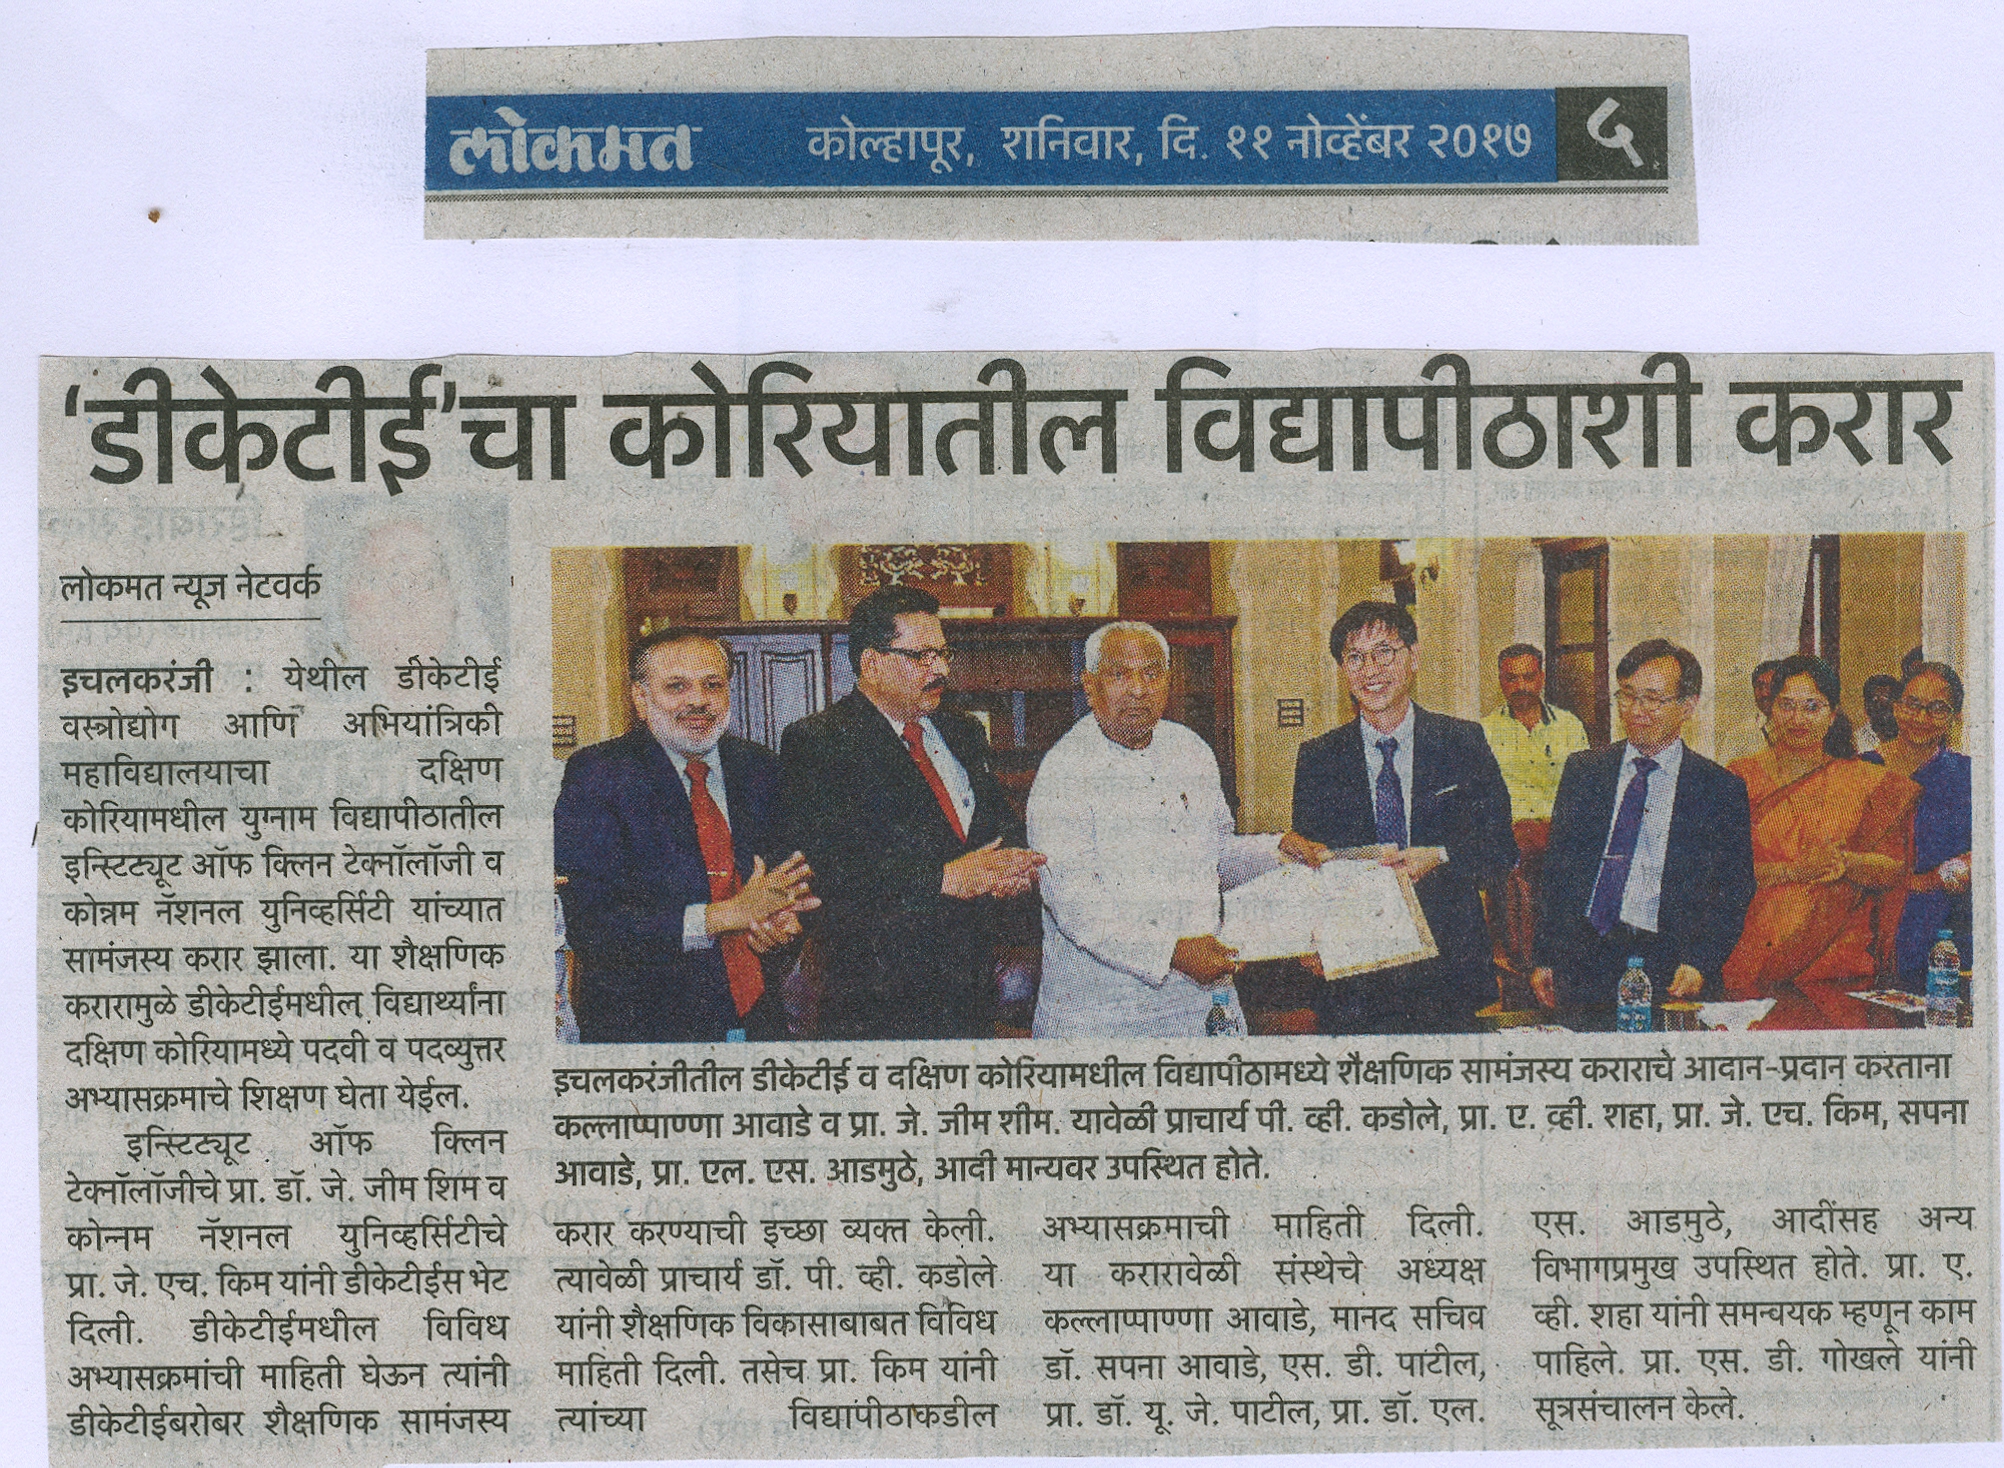 लोकमत कोल्हापूर, शनिवार, दि. ११ नोव्हेंबर २०१७ ५
‘डीकेटीई’चा कोरियातील विद्यापीठाशी करार
लोकमत न्यूज नेटवर्क
इचलकरंजी : येथील डीकेटीई
वस्त्रोद्योग आणि अभियांत्रिकी
महाविद्यालयाचा दक्षिण
कोरियामधील युग्नाम विद्यापीठातील
इन्स्टिट्यूट ऑफ क्लिन टेक्नॉलॉजी व
कोन्नम नॅशनल युनिव्हर्सिटी यांच्यात
सामंजस्य करार झाला. या शैक्षणिक
करारामुळे डीकेटीईमधील विद्यार्थ्यांना
दक्षिण कोरियामध्ये पदवी व पदव्युत्तर
अभ्यासक्रमाचे शिक्षण घेता येईल.
इन्स्टिट्यूट ऑफ क्लिन
टेक्नॉलॉजीचे प्रा. डॉ. जे. जीम शिम व
कोन्नम नॅशनल युनिव्हर्सिटीचे
प्रा. जे. एच. किम यांनी डीकेटीईस भेट
दिली. डीकेटीईमधील विविध
अभ्यासक्रमांची माहिती घेऊन त्यांनी
डीकेटीईबरोबर शैक्षणिक सामंजस्य
इचलकरंजीतील डीकेटीई व दक्षिण कोरियामधील विद्यापीठामध्ये शैक्षणिक सामंजस्य कराराचे आदान-प्रदान करताना
कल्लाप्पाण्णा आवाडे व प्रा. जे. जीम शीम. यावेळी प्राचार्य पी. व्ही. कडोले, प्रा. ए. व्ही. शहा, प्रा. जे. एच. किम, सपना
आवाडे, प्रा. एल. एस. आडमुठे, आदी मान्यवर उपस्थित होते.
करार करण्याची इच्छा व्यक्त केली.
त्यावेळी प्राचार्य डॉ. पी. व्ही. कडोले
यांनी शैक्षणिक विकासाबाबत विविध
माहिती दिली. तसेच प्रा. किम यांनी
त्यांच्या विद्यापीठाकडील
अभ्यासक्रमाची माहिती दिली.
या करारावेळी संस्थेचे अध्यक्ष
कल्लाप्पाण्णा आवाडे, मानद सचिव
डॉ. सपना आवाडे, एस. डी. पाटील,
प्रा. डॉ. यू. जे. पाटील, प्रा. डॉ. एल.
एस. आडमुठे, आदींसह अन्य
विभागप्रमुख उपस्थित होते. प्रा. ए.
व्ही. शहा यांनी समन्वयक म्हणून काम
पाहिले. प्रा. एस. डी. गोखले यांनी
सूत्रसंचालन केले.